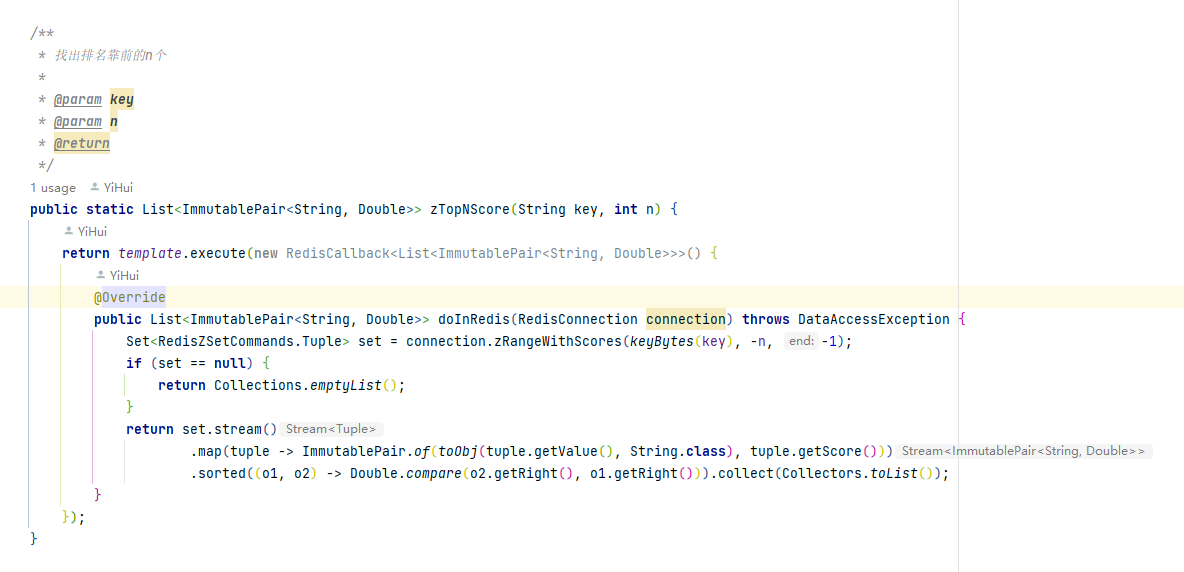 /**
 * 找出排名靠前的n个
 *
 * @param key
 * @param n
 * @return
 */
1 usage YiHui
public static List<ImmutablePair<String, Double>> zTopNScore(String key, int n) {
YiHui
return template.execute(new RedisCallback<List<ImmutablePair<String, Double>>>() {
YiHui
@Override
public List<ImmutablePair<String, Double>> doInRedis(RedisConnection connection) throws DataAccessException {
Set<RedisZSetCommands.Tuple> set = connection.zRangeWithScores(keyBytes(key), -n, end: -1);
if (set == null) {
return Collections.emptyList();
}
return set.stream() Stream<Tuple>
.map(tuple -> ImmutablePair.of(toObj(tuple.getValue(), String.class), tuple.getScore())) Stream<ImmutablePair<String, Double>>
.sorted((o1, o2) -> Double.compare(o2.getRight(), o1.getRight())).collect(Collectors.toList());
}
});
}